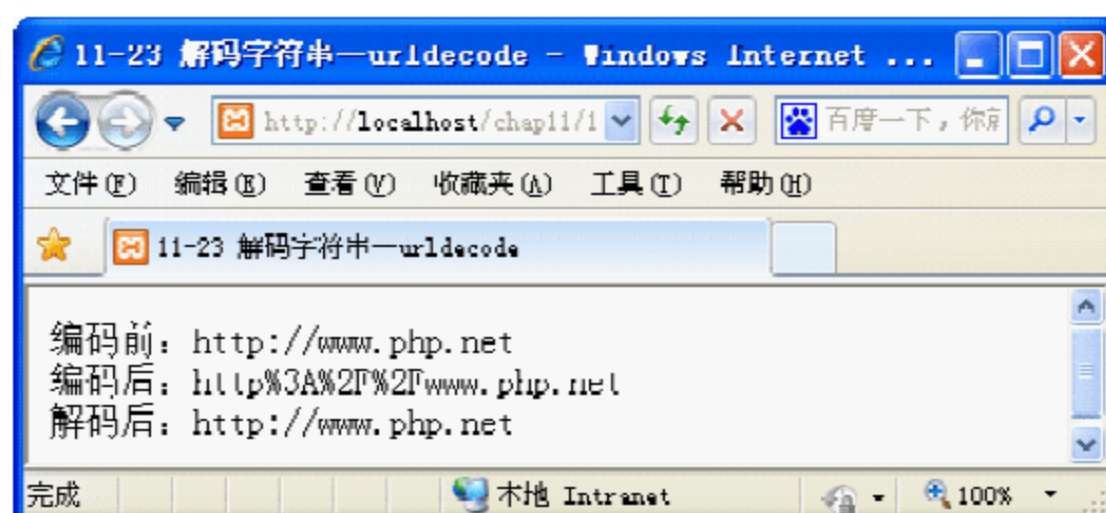 11-23 解码字符串—urldecode - Windows Internet ...
http://localhost/chap11/1
百度一下，你
文件(F) 编辑(E) 查看(V) 收藏夹(A) 工具(T) 帮助(H)
11-23 解码字符串—urldecode
编码前：http://www.php.net
编码后：http%3A%2F%2Fwww.php.net
解码后：http://www.php.net
完成
本地 Intranet
100%